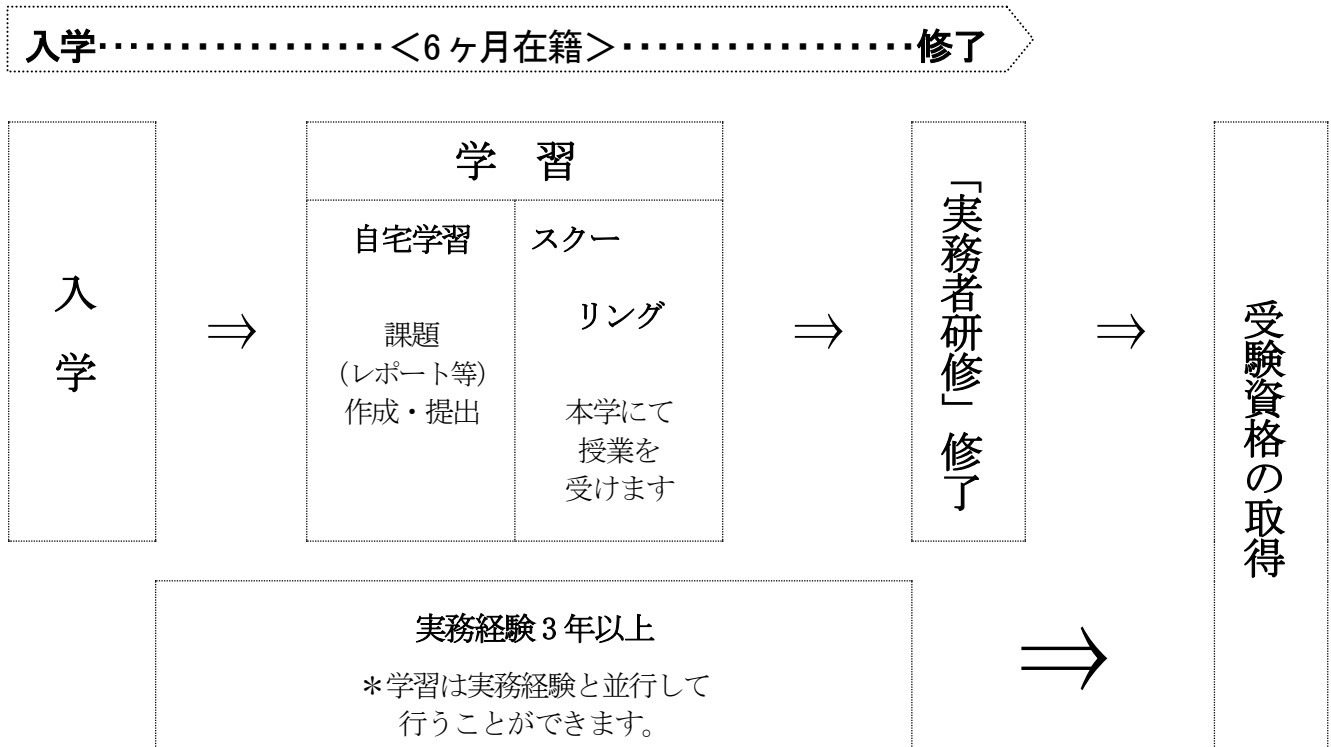 入学・・・・・・・・・・・・・・・・・＜6ヶ月在籍＞・・・・・・・・・・・・・・・・・修了
入
学
⇒
学　習
自宅学習
課題
（レポート等）
作成・提出
スクー
リング
本学にて
授業を
受けます
⇒
「実務者研修」修了
⇒
受験資格の取得
実務経験３年以上
＊学習は実務経験と並行して
行うことができます。
⇒